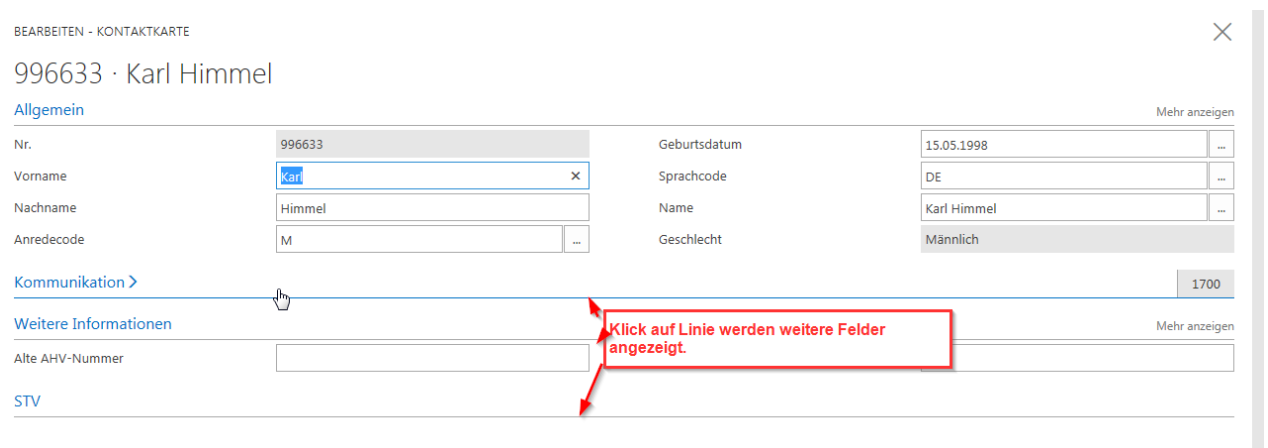 BEARBEITEN - KONTAKTKARTE
996633 · Karl Himmel
Allgemein Mehr anzeigen
Nr. 996633 Geburtsdatum 15.05.1998 ...
Vorname Karl × Sprachcode DE ...
Nachname Himmel Name Karl Himmel ...
Anredecode M ... Geschlecht Männlich
Kommunikation > 1700
Weitere Informationen Mehr anzeigen
Klick auf Linie werden weitere Felder
angezeigt.
Alte AHV-Nummer
STV